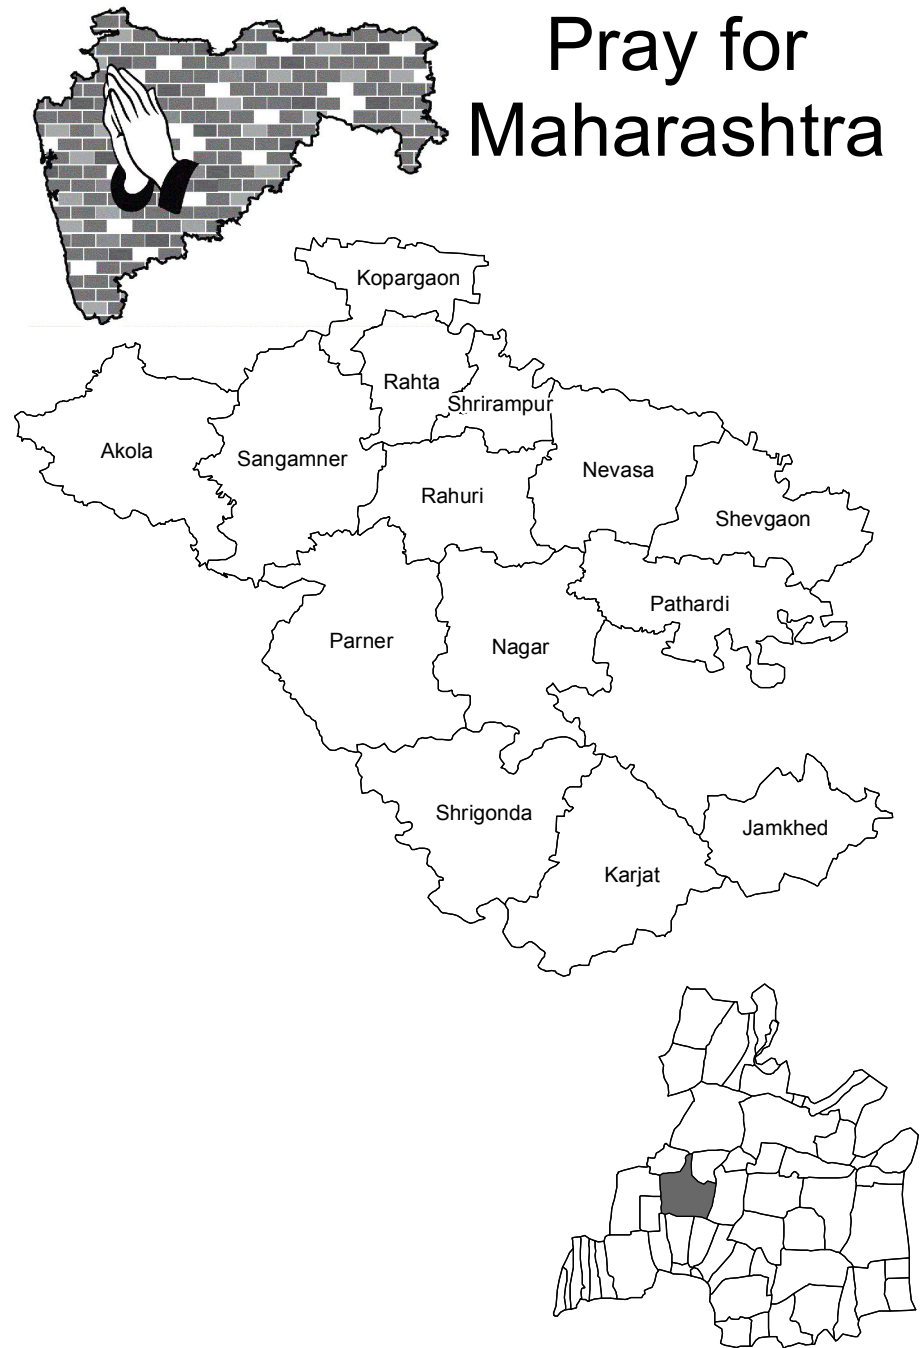 Pray for
Maharashtra
Kopargaon
Rahta
Shrirampur
Akola
Sangamner
Nevasa
Rahuri
Shevgaon
Pathardi
Parner
Nagar
Shrigonda
Jamkhed
Karjat